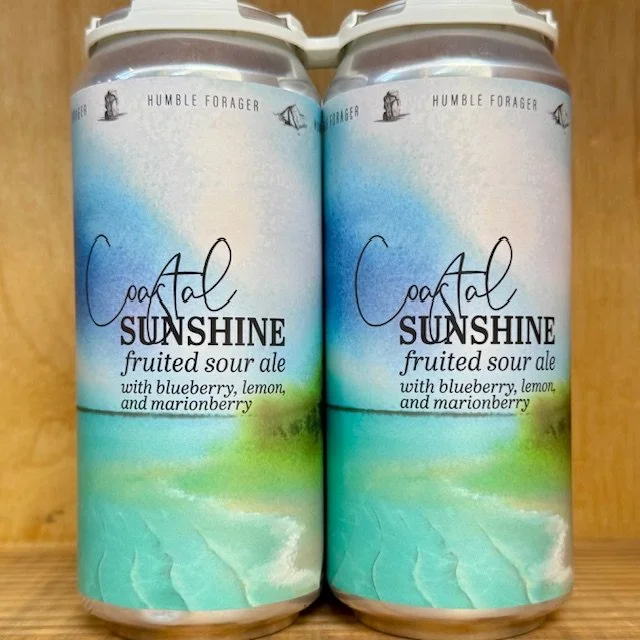 HUMBLE FORAGER
Coastal
SUNSHINE
fruited sour ale
with blueberry, lemon,
and marionberry
FORAGER
HUMBLE FORAGER
Coastal
SUNSHINE
fruited sour ale
with blueberry, lemon,
and marionberry